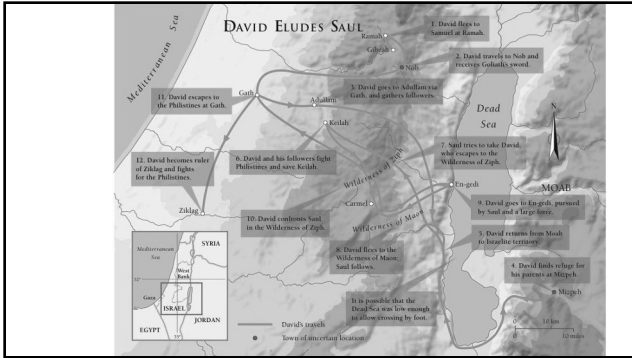 DAVID ELUDES SAUL
Mediterranean Sea
Ramah
Gibeah
Nob
1. David flees to
Samuel at Ramah.
2. David travels to Nob and
receives Goliath's sword.
3. David goes to Adullam via
Gath, and gathers followers.
11. David escapes to
the Philistines at Gath.
Gath
Adullam
Keilah
Dead
Sea
N
12. David becomes ruler
of Ziklag and fights
for the Philistines.
6. David and his followers fight
Philistines and save Keilah.
7. Saul tries to take David,
who escapes to the
Wilderness of Ziph.
Wilderness of Ziph
En-gedi
MOAB
Carmel
Ziklag
Wilderness of Maon
9. David goes to En-gedi, pursued
by Saul and a large force.
10. David confronts Saul
in the Wilderness of Ziph.
5. David returns from Moab
to Israelite territory.
8. David flees to the
Wilderness of Maon;
Saul follows.
4. David finds refuge for
his parents at Mizpeh.
Mizpeh
It is possible that the
Dead Sea was low enough
to allow crossing by foot.
Mediterranean
Sea
SYRIA
West
Bank
32°
Gaza
ISRAEL
JORDAN
EGYPT
35°
David's travels
Town of uncertain location
0 10 km
0 10 miles